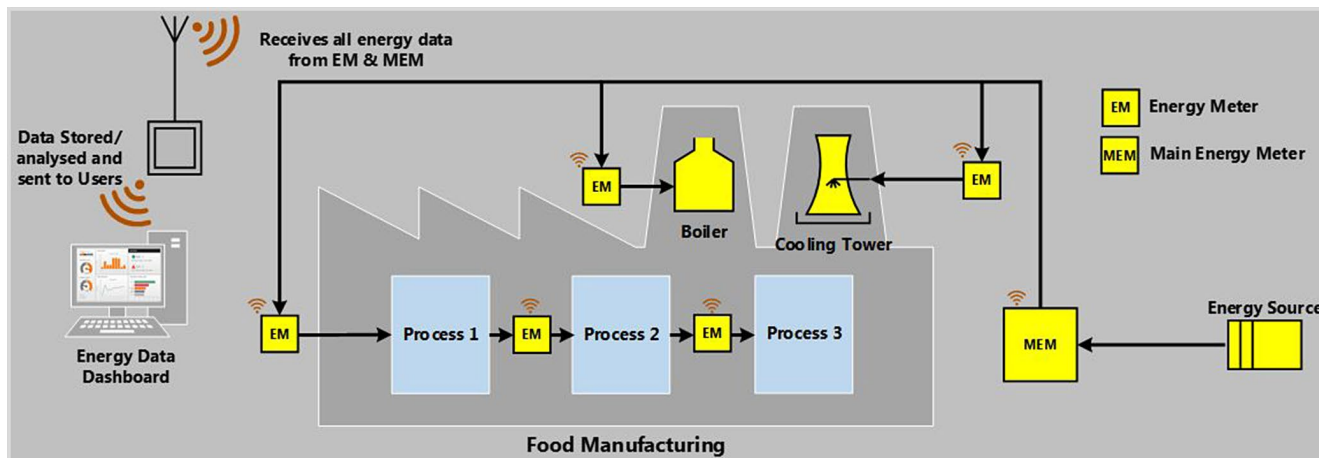 Receives all energy data
from EM & MEM
Data Stored/
analysed and
sent to Users
Energy Data
Dashboard
EM
Energy Meter
MEM
Main Energy Meter
EM
Boiler
Cooling Tower
EM
EM
Process 1
EM
Process 2
EM
Process 3
MEM
Energy Source
Food Manufacturing